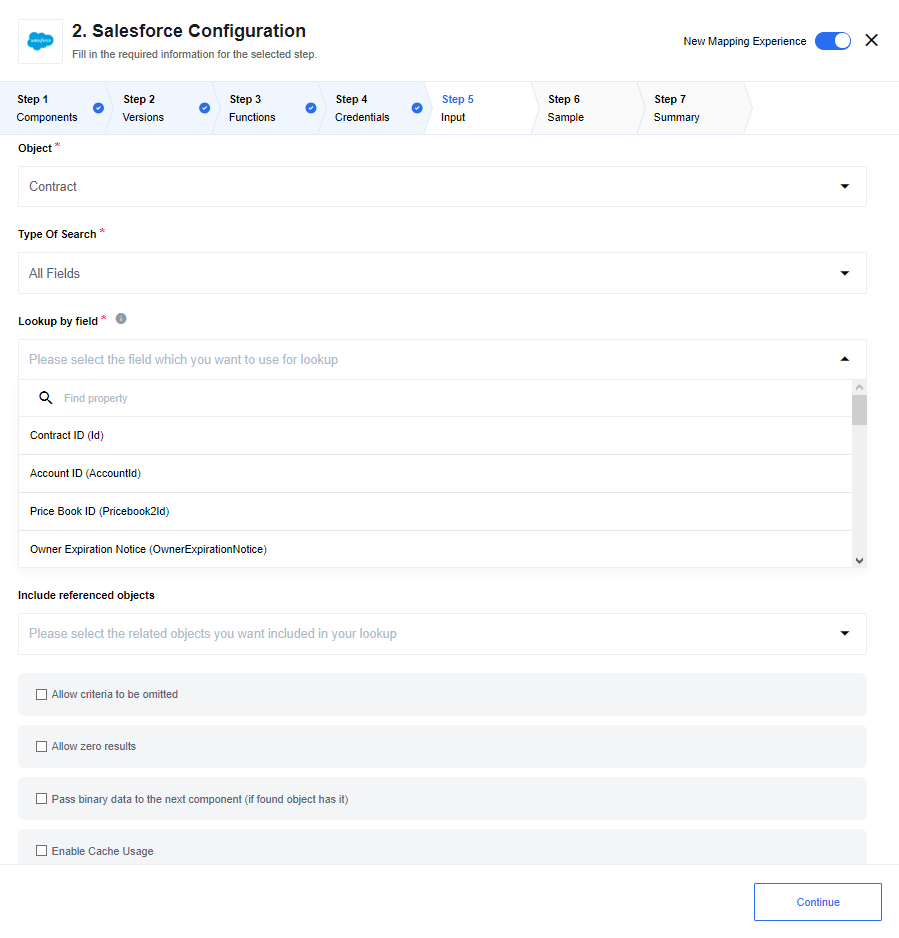 salesforce
2. Salesforce Configuration
Fill in the required information for the selected step.
New Mapping Experience
Step 1
Components
Step 2
Versions
Step 3
Functions
Step 4
Credentials
Step 5
Input
Step 6
Sample
Step 7
Summary
Object *
Contract
Type Of Search *
All Fields
Lookup by field *
Please select the field which you want to use for lookup
Find property
Contract ID (Id)
Account ID (AccountId)
Price Book ID (Pricebook2Id)
Owner Expiration Notice (OwnerExpirationNotice)
Include referenced objects
Please select the related objects you want included in your lookup
Allow criteria to be omitted
Allow zero results
Pass binary data to the next component (if found object has it)
Enable Cache Usage
Continue